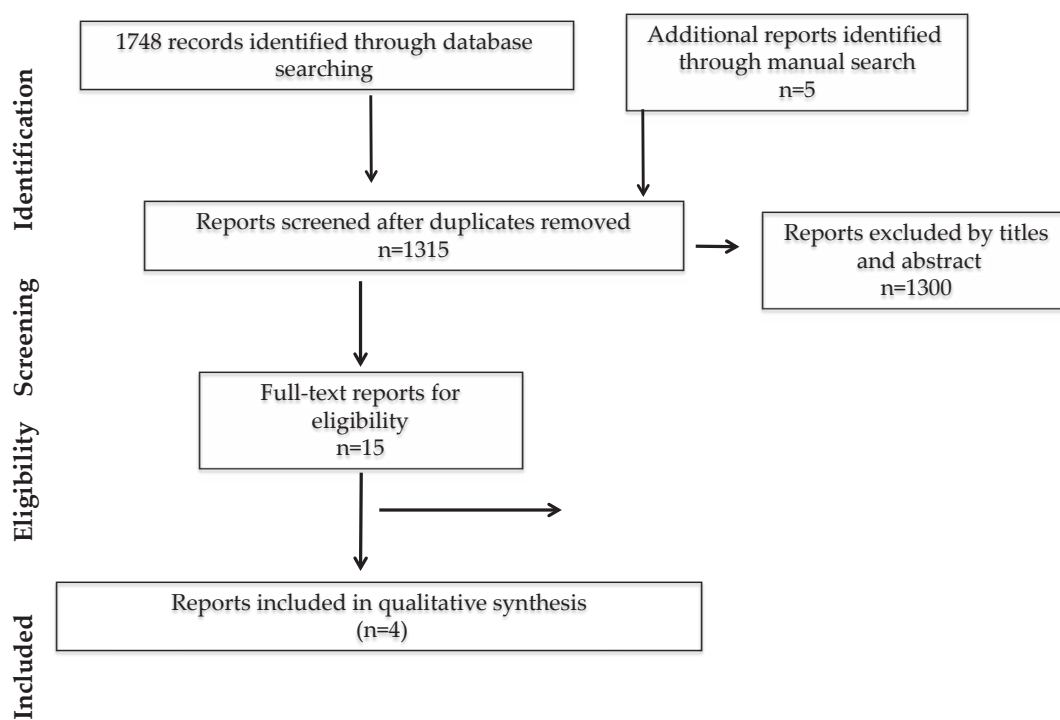 1748 records identified through database
searching
Additional reports identified
through manual search
n=5
Identification
Reports screened after duplicates removed
n=1315
Reports excluded by titles
and abstract
n=1300
Screening
Full-text reports for
eligibility
n=15
Eligibility
Reports included in qualitative synthesis
(n=4)
Included